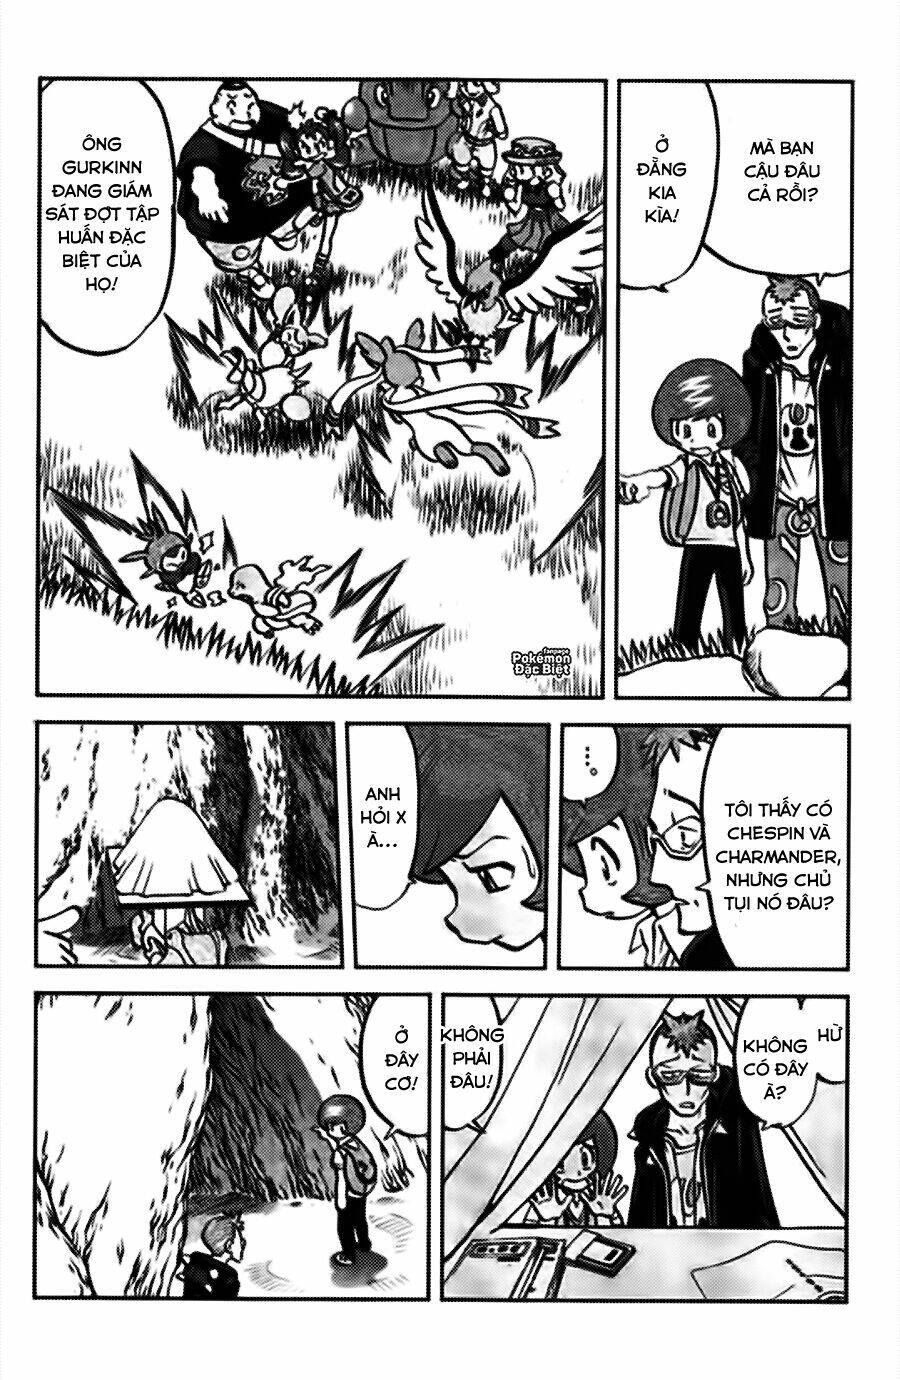 MÀ BẠN
CẬU ĐÂU
CẢ RỒI?
Ở
ĐẰNG
KIA
KÌA!
ÔNG
GURKINN
ĐANG GIÁM
SÁT ĐỢT TẬP
HUẤN ĐẶC
BIỆT CỦA
HỌ!
fanpage
Pokémon
Đặc Biệt
TÔI THẤY CÓ
CHESPIN VÀ
CHARMANDER,
NHƯNG CHỦ
TỤI NÓ ĐÂU?
...
ANH
HỎI X
À...
HỪ
KHÔNG
CÓ ĐÂY
À?
KHÔNG
PHẢI
ĐÂU!
Ở
ĐÂY
CƠ!